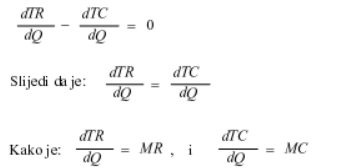 dTR/dQ − dTC/dQ = 0
Slijedi da je: dTR/dQ = dTC/dQ
Kako je: dTR/dQ = MR , i dTC/dQ = MC